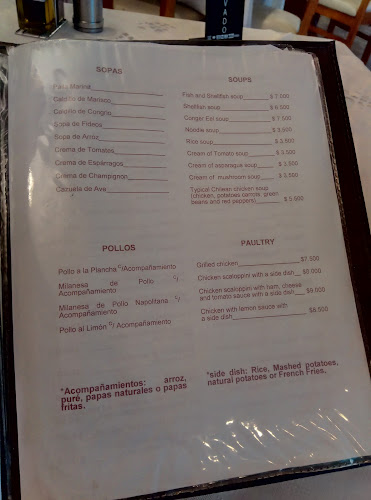 VADO
SOPAS
Marina
Caldillo de Marisco
Caldillo de Congrio
Sopa de Fideos
Sopa de Arroz
Crema de Tomates
Crema de Espárragos
Crema de Champignon
Cazuela de Ave
SOUPS
Fish and Shellfish soup $ 7.000
Shellfish soup $ 6.500
Conger Eel soup $ 7.500
Noodle soup $ 3.500
Rice soup $ 3.500
Cream of Tomato soup $ 3.500
Cream of asparagus soup $ 3.500
Cream of mushroom soup $ 3.500
Typical Chilean chicken soup
(chicken, potatoes carrots, green
beans and red peppers) $ 5.500
POLLOS
Pollo a la Plancha c/Acompañamiento
Milanesa de Pollo c/
Acompañamiento
Milanesa de Pollo Napolitana c/
Acompañamiento
Pollo al Limón c/ Acompañamiento
PAULTRY
Grilled chicken $7.500
Chicken scaloppini with a side dish $8.000
Chicken scaloppini with ham, cheese
and tomato sauce with a side dish $9.000
Chicken with lemon sauce with
a side dish $8.500
*Acompañamientos: arroz,
puré, papas naturales o papas
fritas.
*side dish: Rice, Mashed potatoes,
natural potatoes or French Fries.